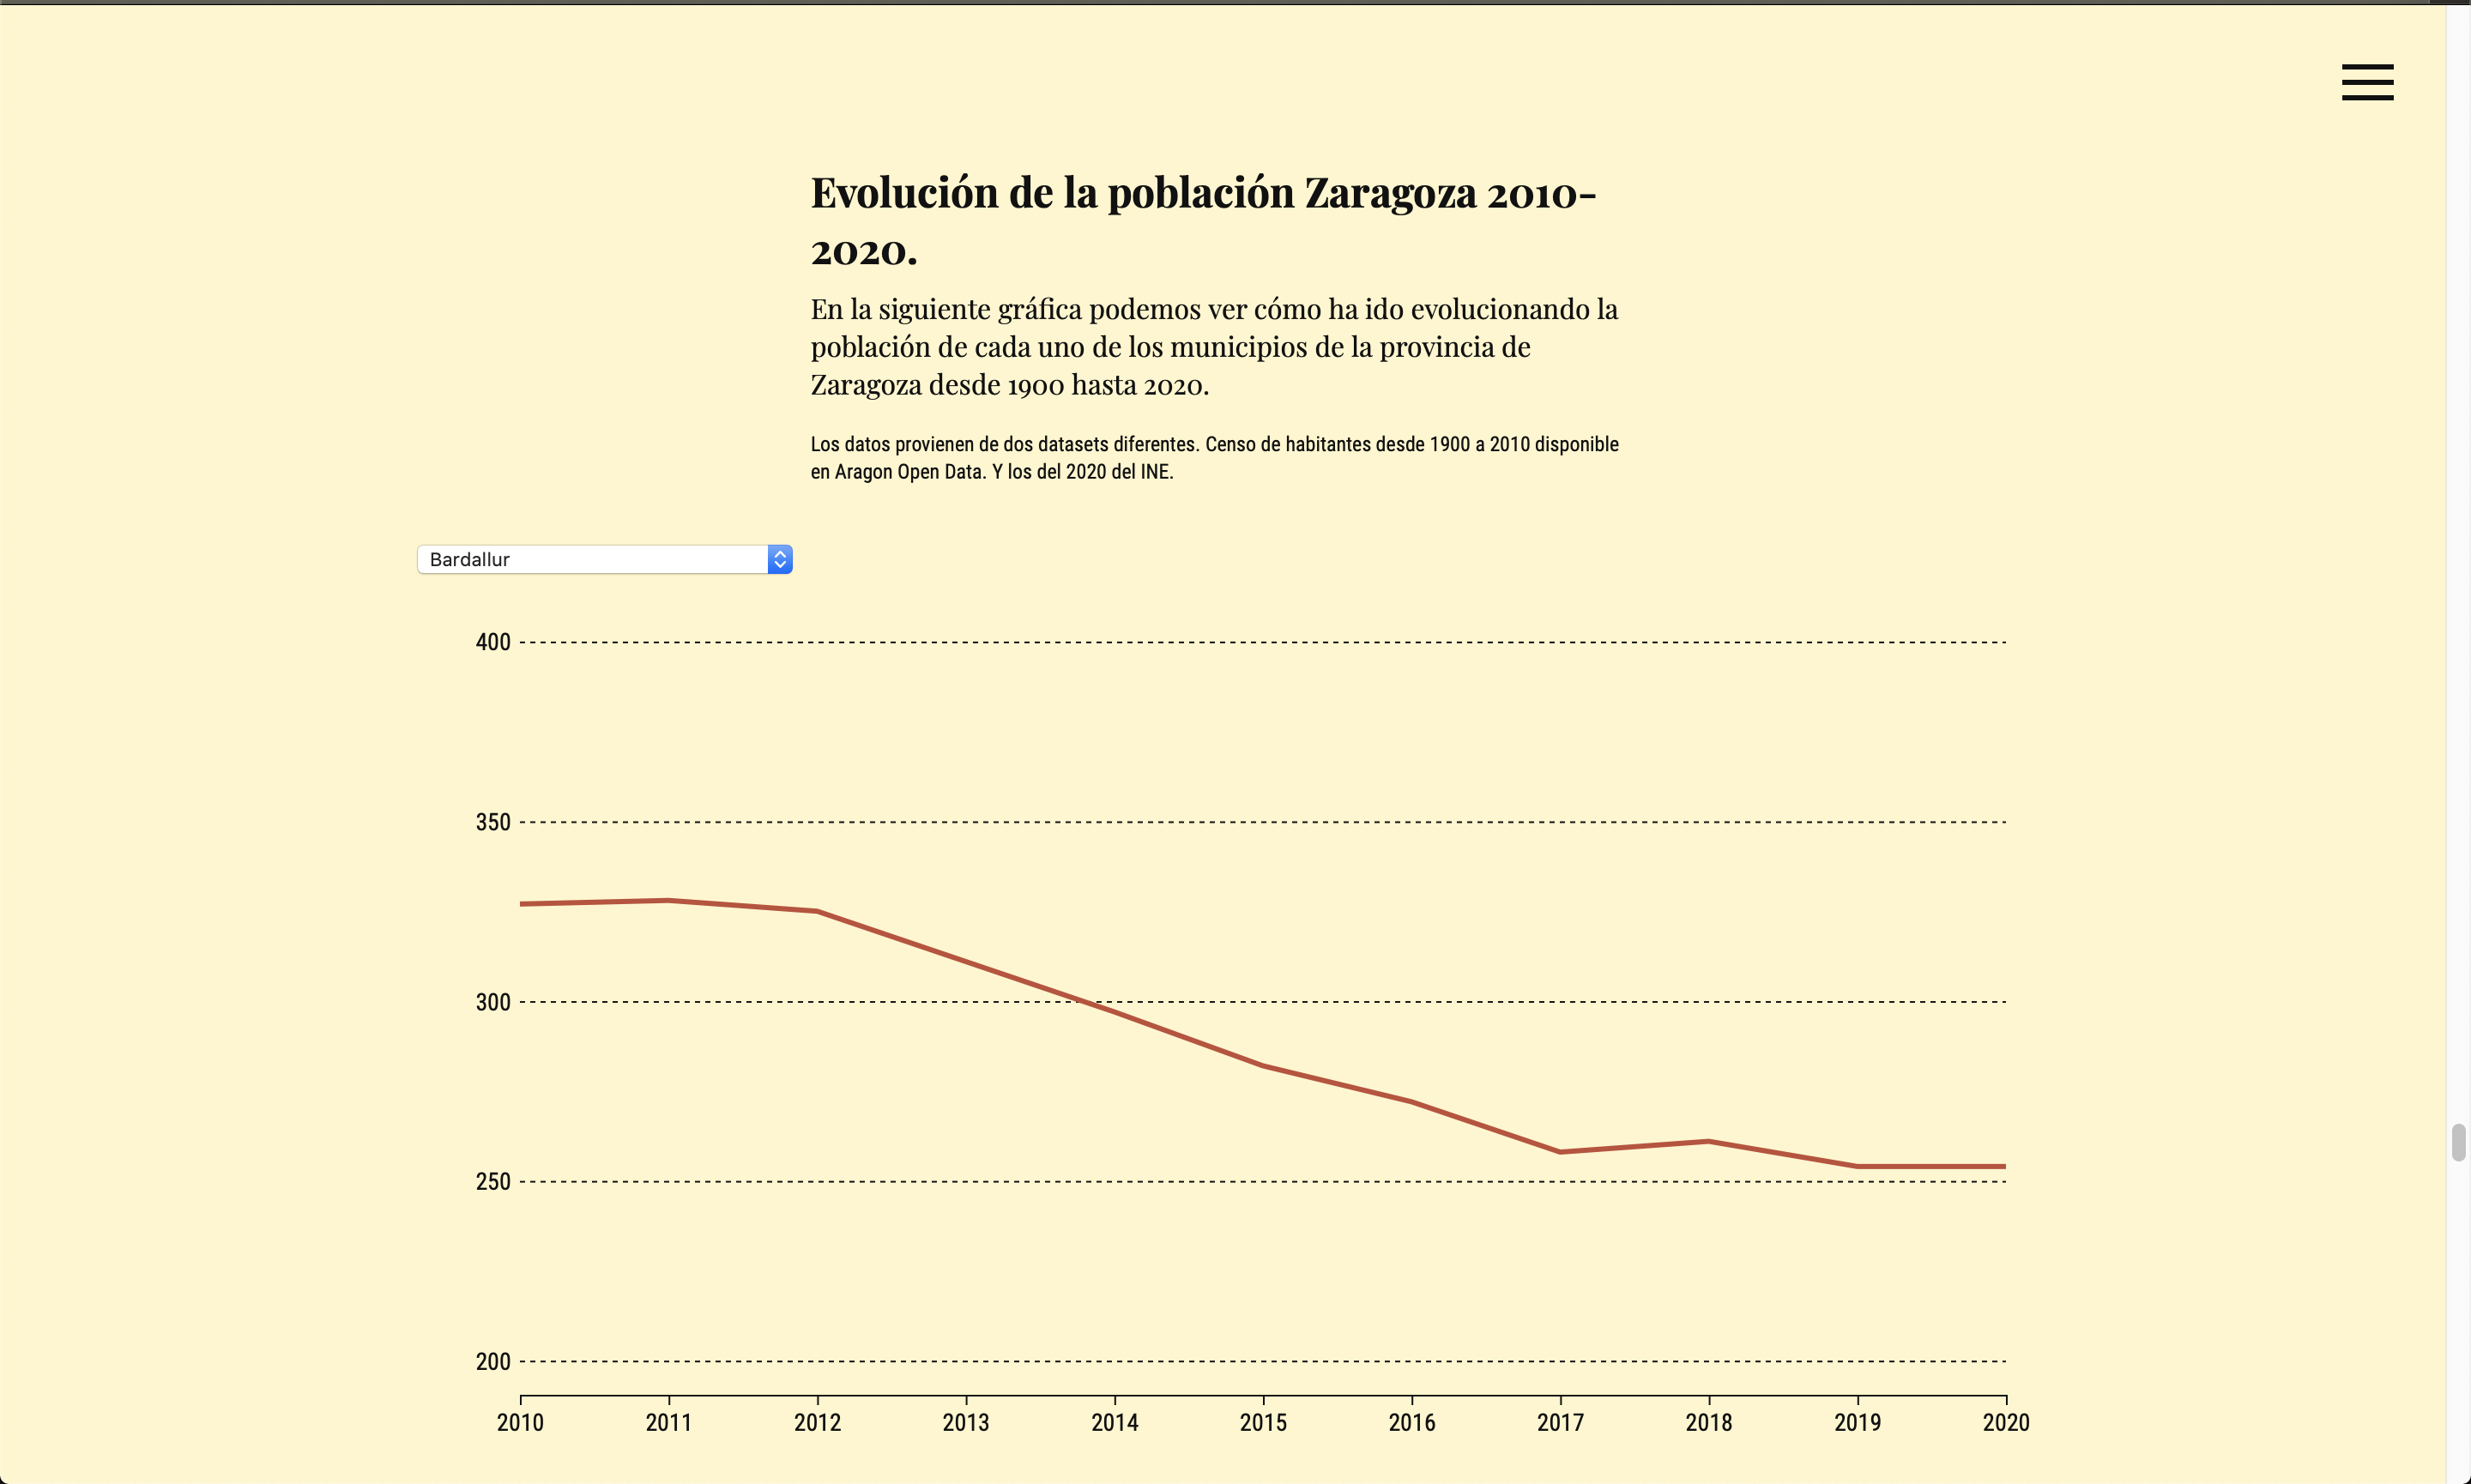 Evolución de la población Zaragoza 2010-
2020.
En la siguiente gráfica podemos ver cómo ha ido evolucionando la
población de cada uno de los municipios de la provincia de
Zaragoza desde 1900 hasta 2020.
Los datos provienen de dos datasets diferentes. Censo de habitantes desde 1900 a 2010 disponible
en Aragon Open Data. Y los del 2020 del INE.
Bardallur
400
350
300
250
200
2010 2011 2012 2013 2014 2015 2016 2017 2018 2019 2020